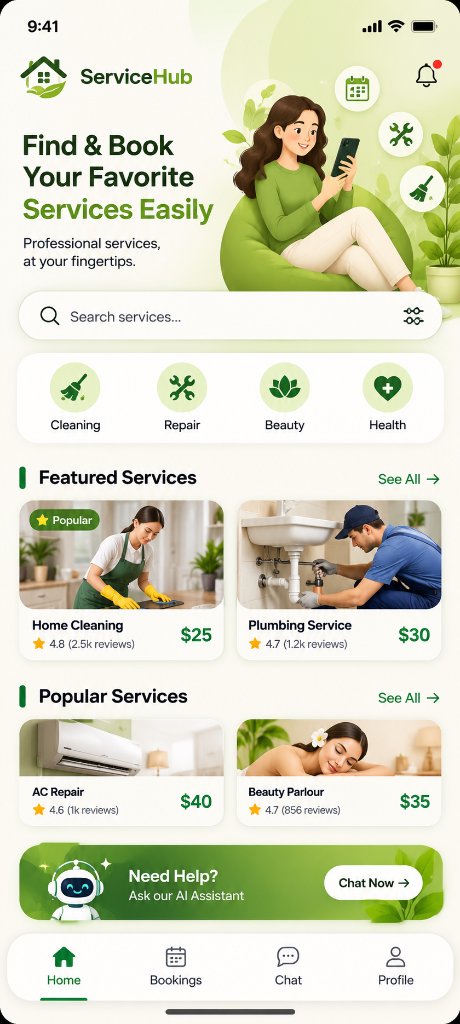 9:41
ServiceHub
Find & Book
Your Favorite
Services Easily
Professional services,
at your fingertips.
Search services...
Cleaning
Repair
Beauty
Health
Featured Services
See All →
Popular
Home Cleaning
4.8 (2.5k reviews)
$25
Plumbing Service
4.7 (1.2k reviews)
$30
Popular Services
See All →
AC Repair
4.6 (1k reviews)
$40
Beauty Parlour
4.7 (856 reviews)
$35
Need Help?
Ask our AI Assistant
Chat Now →
Home
Bookings
Chat
Profile